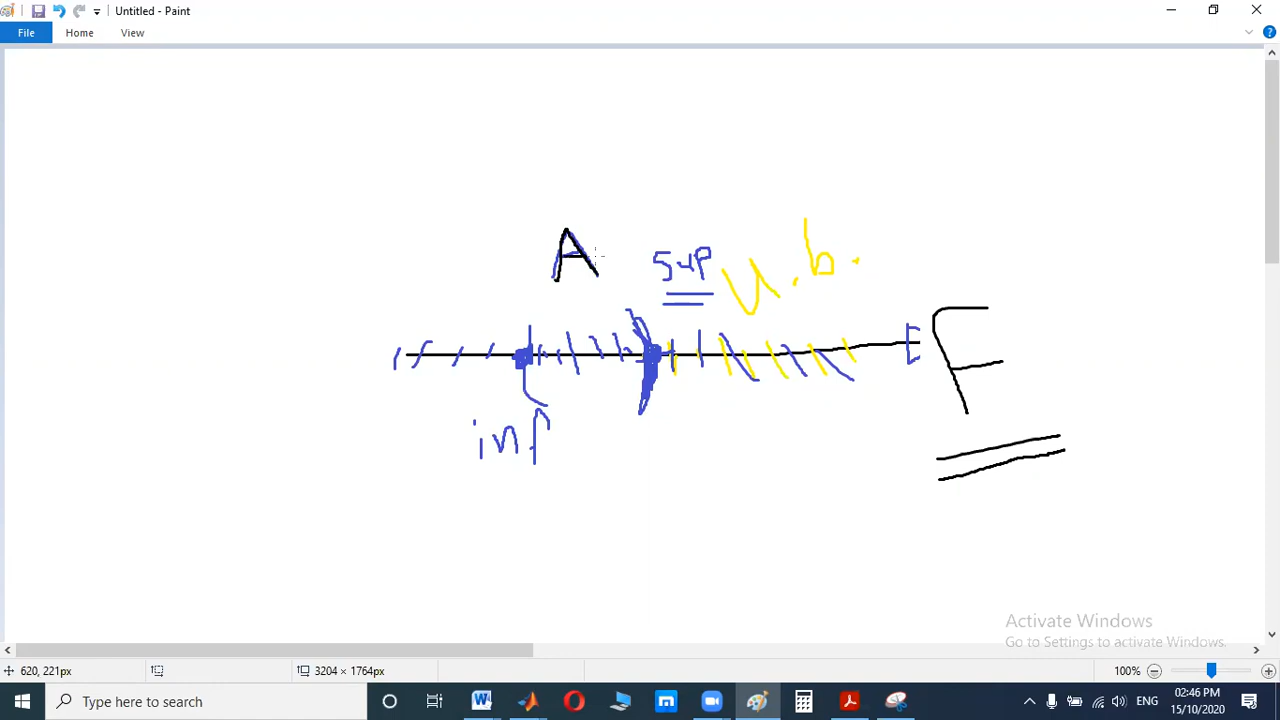 Untitled - Paint
File Home View
A
sup
u.b.
inf
F
Activate Windows
Go to Settings to activate Windows.
620, 221px
3204 × 1764px
100%
Type here to search
W
ENG
02:46 PM
15/10/2020